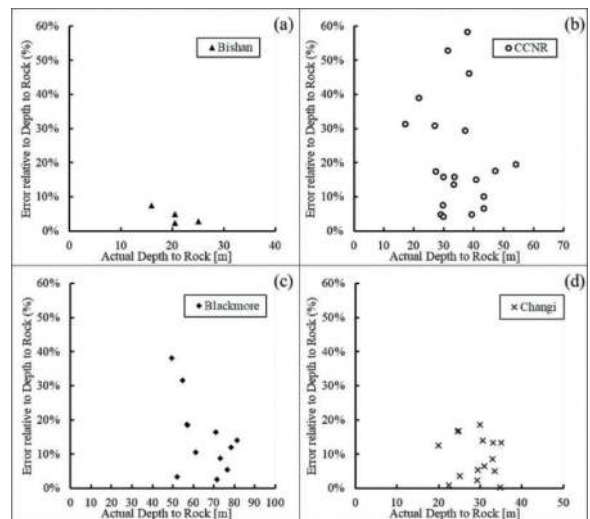 (a)
Bishan
Error relative to Depth to Rock (%)
60%
50%
40%
30%
20%
10%
0%
0 10 20 30 40
Actual Depth to Rock [m]
(b)
CCNR
Error relative to Depth to Rock (%)
60%
50%
40%
30%
20%
10%
0%
0 10 20 30 40 50 60 70
Actual Depth to Rock [m]
(c)
Blackmore
Error relative to Depth to Rock (%)
60%
50%
40%
30%
20%
10%
0%
0 10 20 30 40 50 60 70 80 90 100
Actual Depth to Rock [m]
(d)
Changi
Error relative to Depth to Rock (%)
60%
50%
40%
30%
20%
10%
0%
0 10 20 30 40 50
Actual Depth to Rock [m]